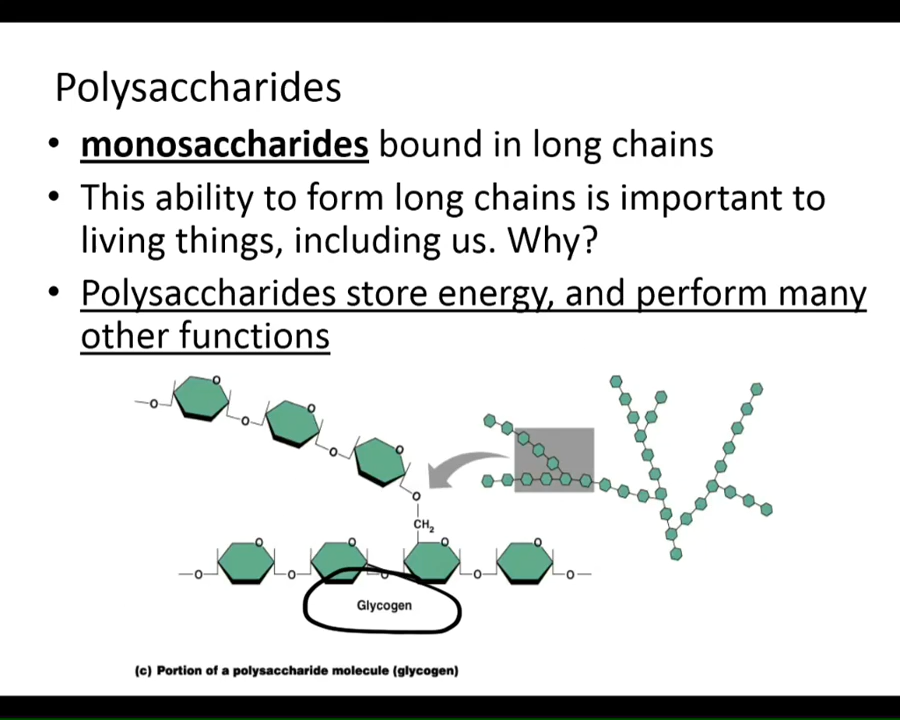 Polysaccharides
• monosaccharides bound in long chains
• This ability to form long chains is important to
living things, including us. Why?
• Polysaccharides store energy, and perform many
other functions
O
O
O
O
O
O
O
O
CH₂
O
O
O
O
O
O
O
O
O
Glycogen
(c) Portion of a polysaccharide molecule (glycogen)